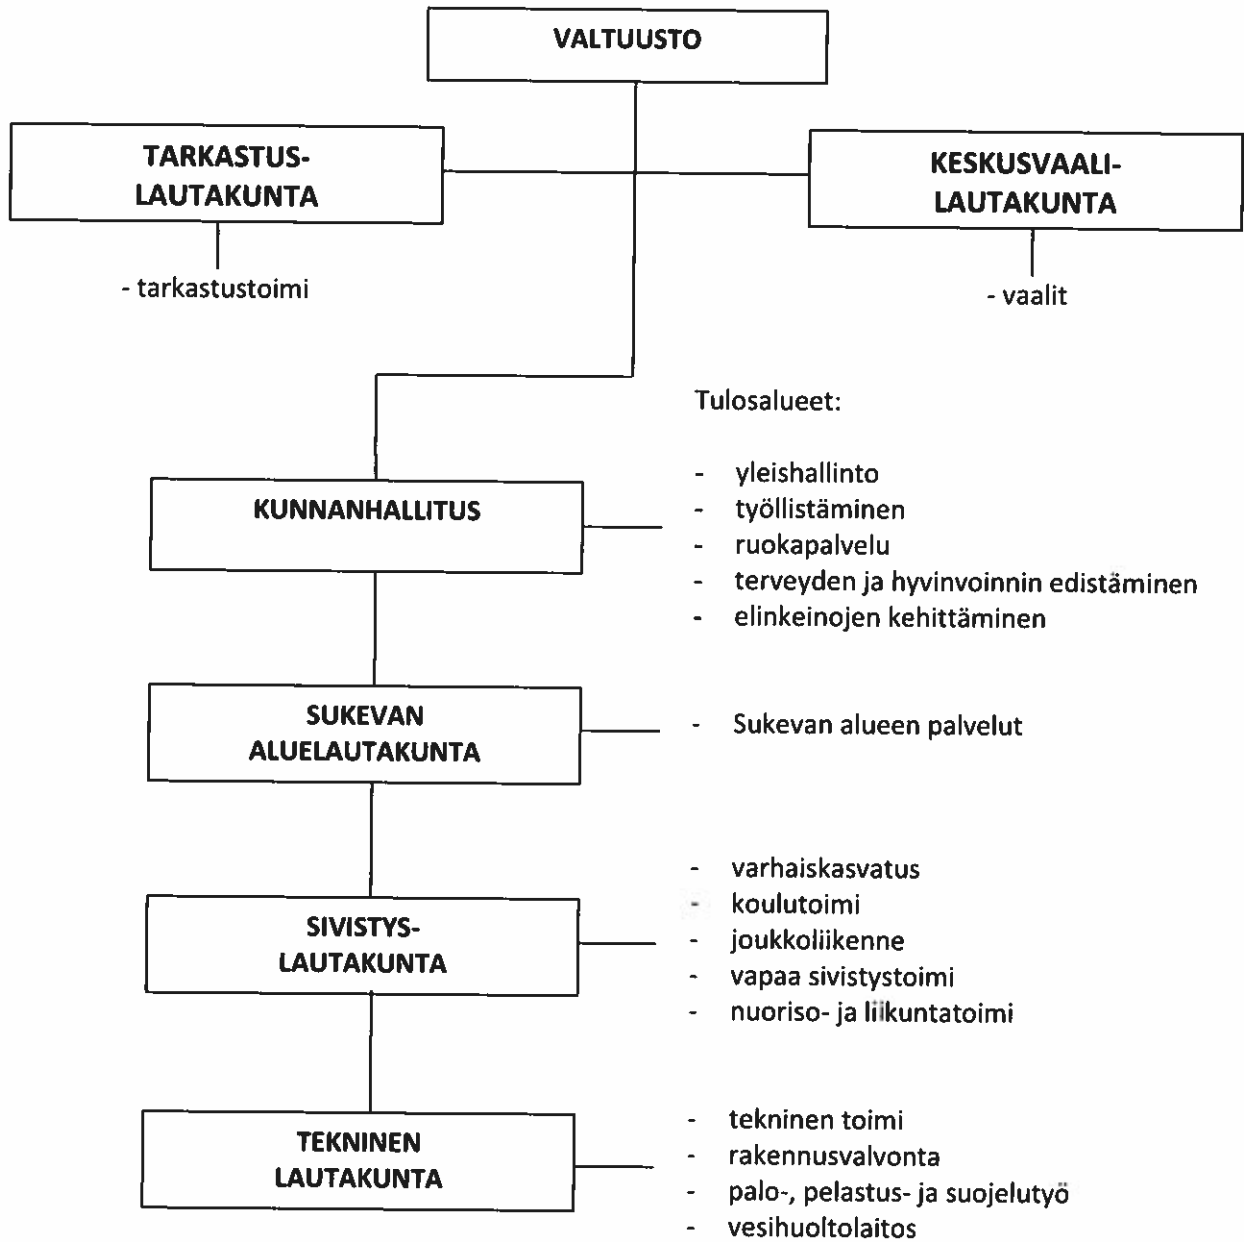 VALTUUSTO
TARKASTUS-
LAUTAKUNTA
KESKUSVAALI-
LAUTAKUNTA
- tarkastustoimi
- vaalit
Tulosalueet:
KUNNANHALLITUS
- yleishallinto
- työllistäminen
- ruokapalvelu
- terveyden ja hyvinvoinnin edistäminen
- elinkeinojen kehittäminen
SUKEVAN
ALUELAUTAKUNTA
- Sukevan alueen palvelut
SIVISTYS-
LAUTAKUNTA
- varhaiskasvatus
- koulutoimi
- joukkoliikenne
- vapaa sivistystoimi
- nuoriso- ja liikuntatoimi
TEKNINEN
LAUTAKUNTA
- tekninen toimi
- rakennusvalvonta
- palo-, pelastus- ja suojelutyö
- vesihuoltolaitos